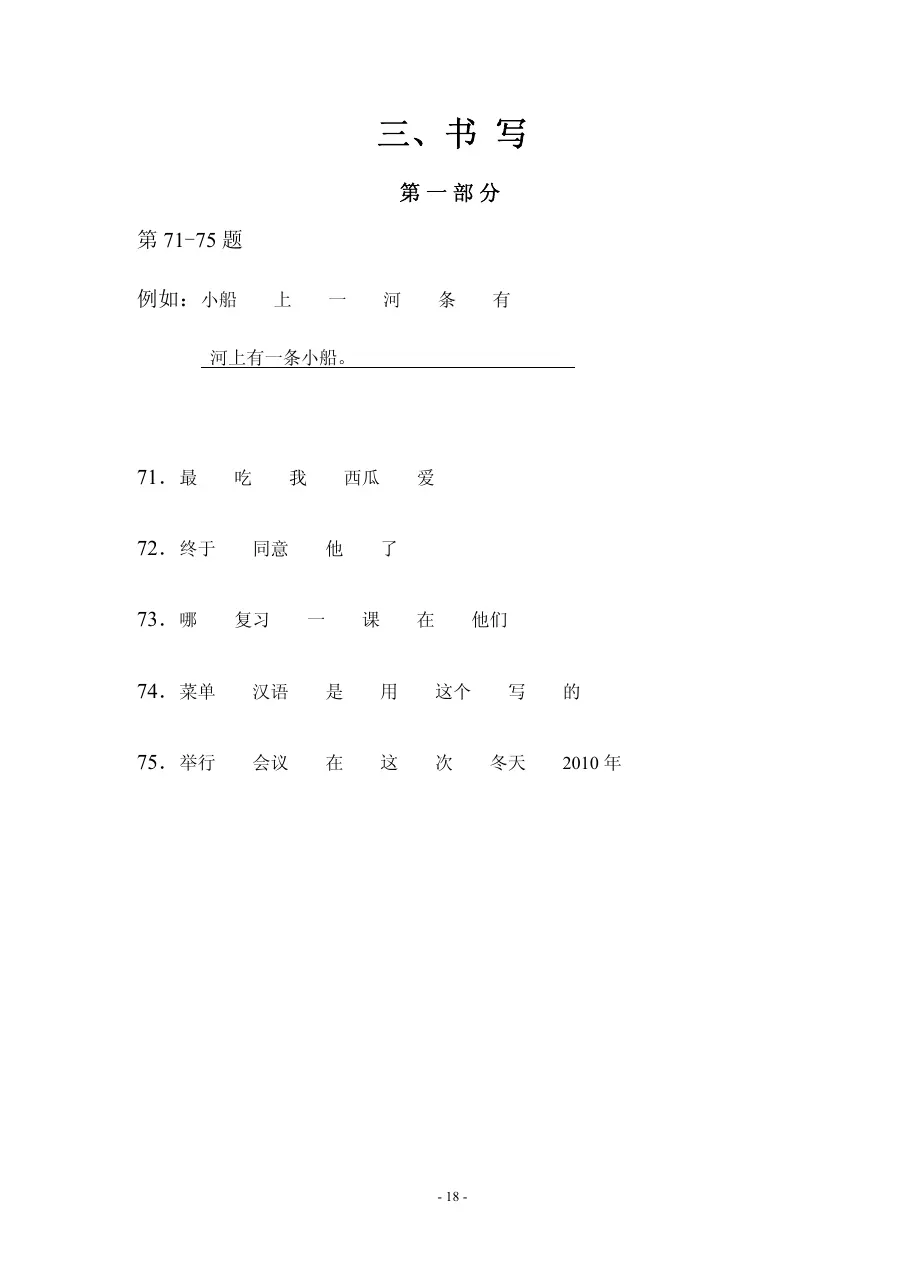 三、书 写
第 一 部 分
第 71-75 题
例如：小船 上 一 河 条 有
河上有一条小船。
71．最 吃 我 西瓜 爱
72．终于 同意 他 了
73．哪 复习 一 课 在 他们
74．菜单 汉语 是 用 这个 写 的
75．举行 会议 在 这 次 冬天 2010 年
- 18 -